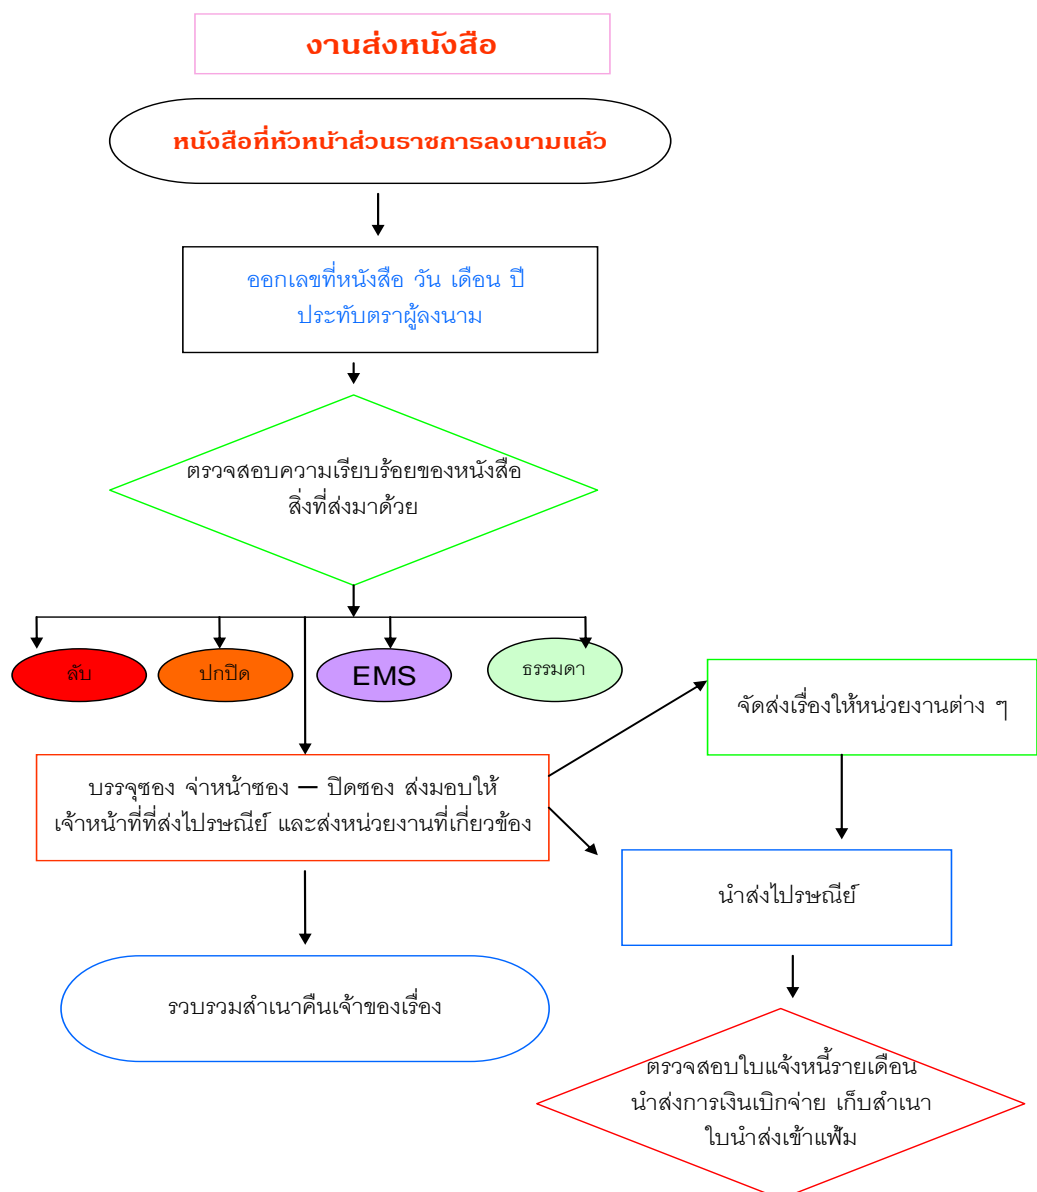 งานส่งหนังสือ
หนังสือที่หัวหน้าส่วนราชการลงนามแล้ว
ออกเลขที่หนังสือ วัน เดือน ปี
ประทับตราผู้ลงนาม
ตรวจสอบความเรียบร้อยของหนังสือ
สิ่งที่ส่งมาด้วย
ลับ
ปกปิด
EMS
ธรรมดา
จัดส่งเรื่องให้หน่วยงานต่าง ๆ
บรรจุซอง จ่าหน้าซอง – ปิดซอง ส่งมอบให้
เจ้าหน้าที่ที่ส่งไปรษณีย์ และส่งหน่วยงานที่เกี่ยวข้อง
นำส่งไปรษณีย์
รวบรวมสำเนาคืนเจ้าของเรื่อง
ตรวจสอบใบแจ้งหนี้รายเดือน
นำส่งการเงินเบิกจ่าย เก็บสำเนา
ใบนำส่งเข้าแฟ้ม